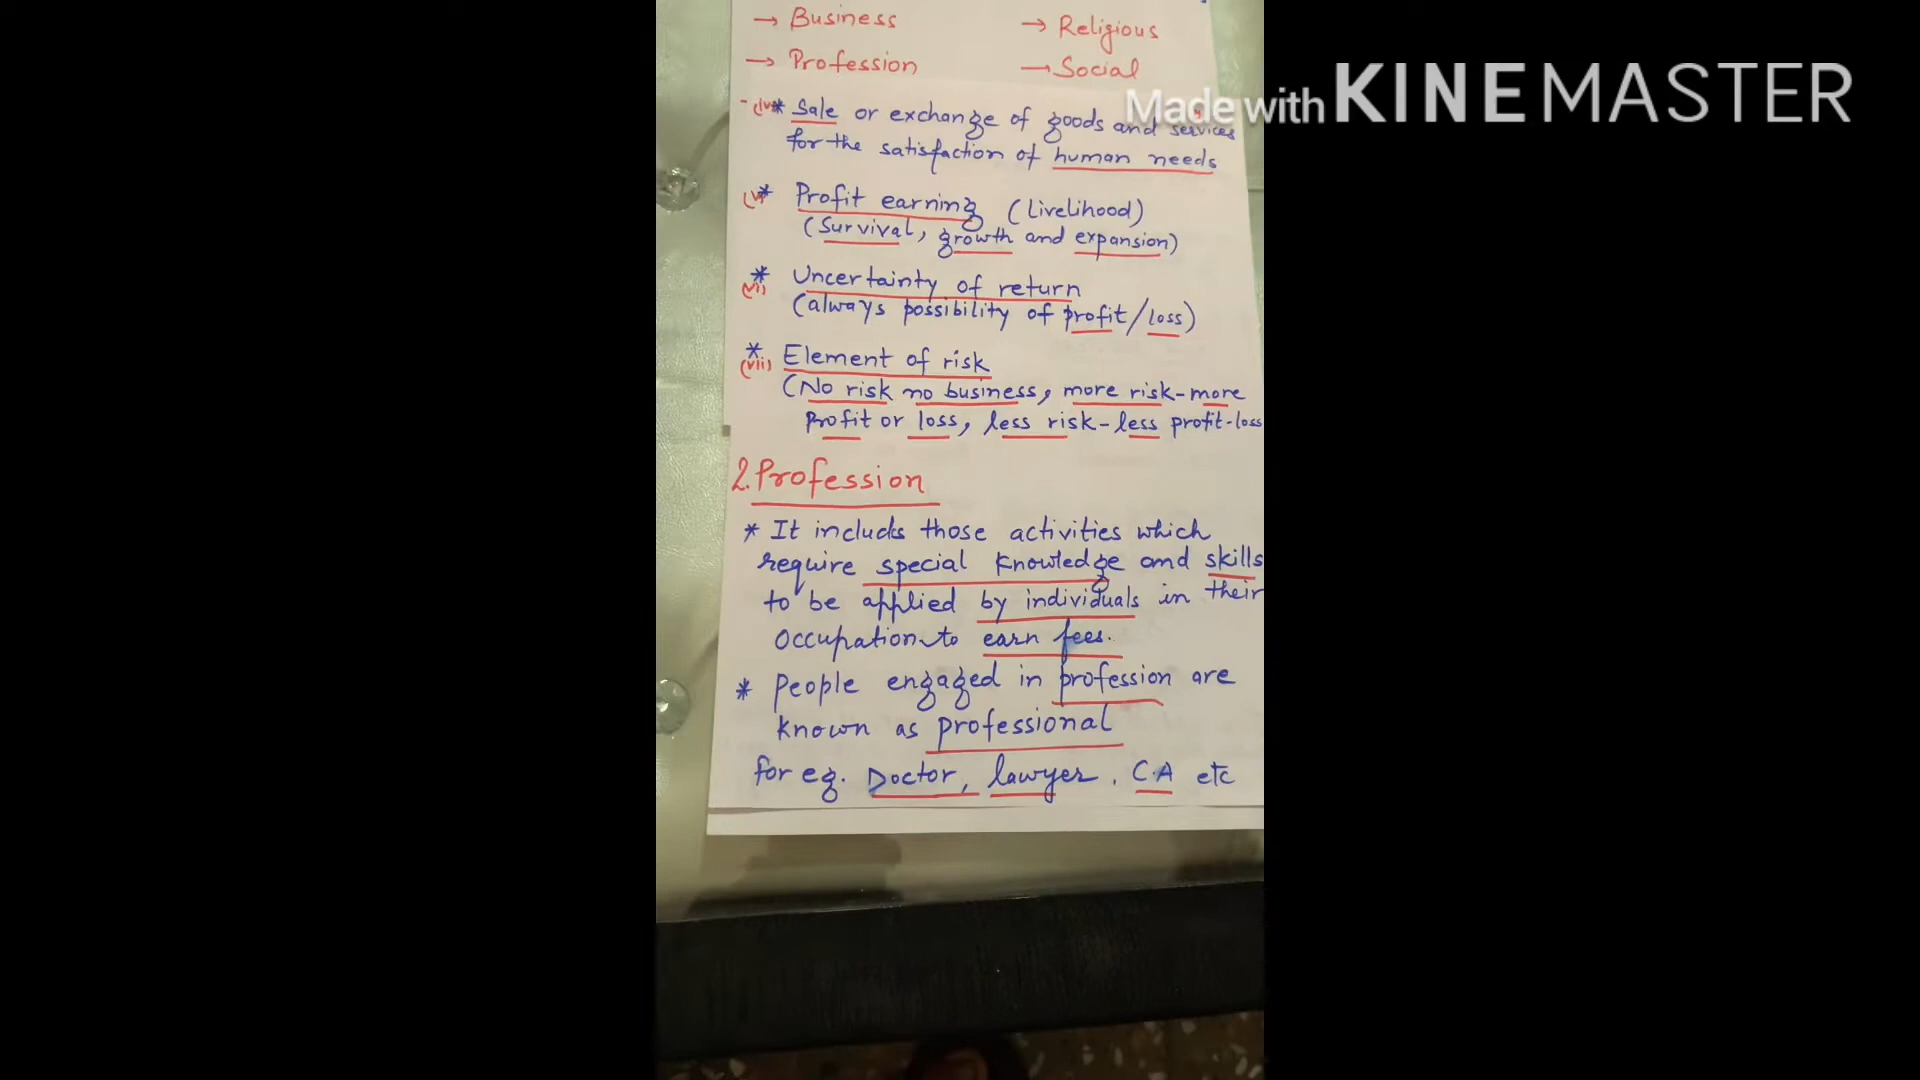 → Business → Religious
→ Profession → Social
(iv)* Sale or exchange of goods and services
for the satisfaction of human needs
(v)* Profit earning (Livelihood)
(Survival, growth and expansion)
* (vi) Uncertainty of return
(always possibility of profit/loss)
* (vii) Element of risk
(No risk no business, more risk-more
profit or loss, less risk-less profit-loss
2. Profession
* It includs those activities which
require special knowledge and skills
to be applied by individuals in their
occupation to earn fees.
* People engaged in profession are
known as professional
for eg. Doctor, lawyer, C.A etc
Made with KINEMASTER